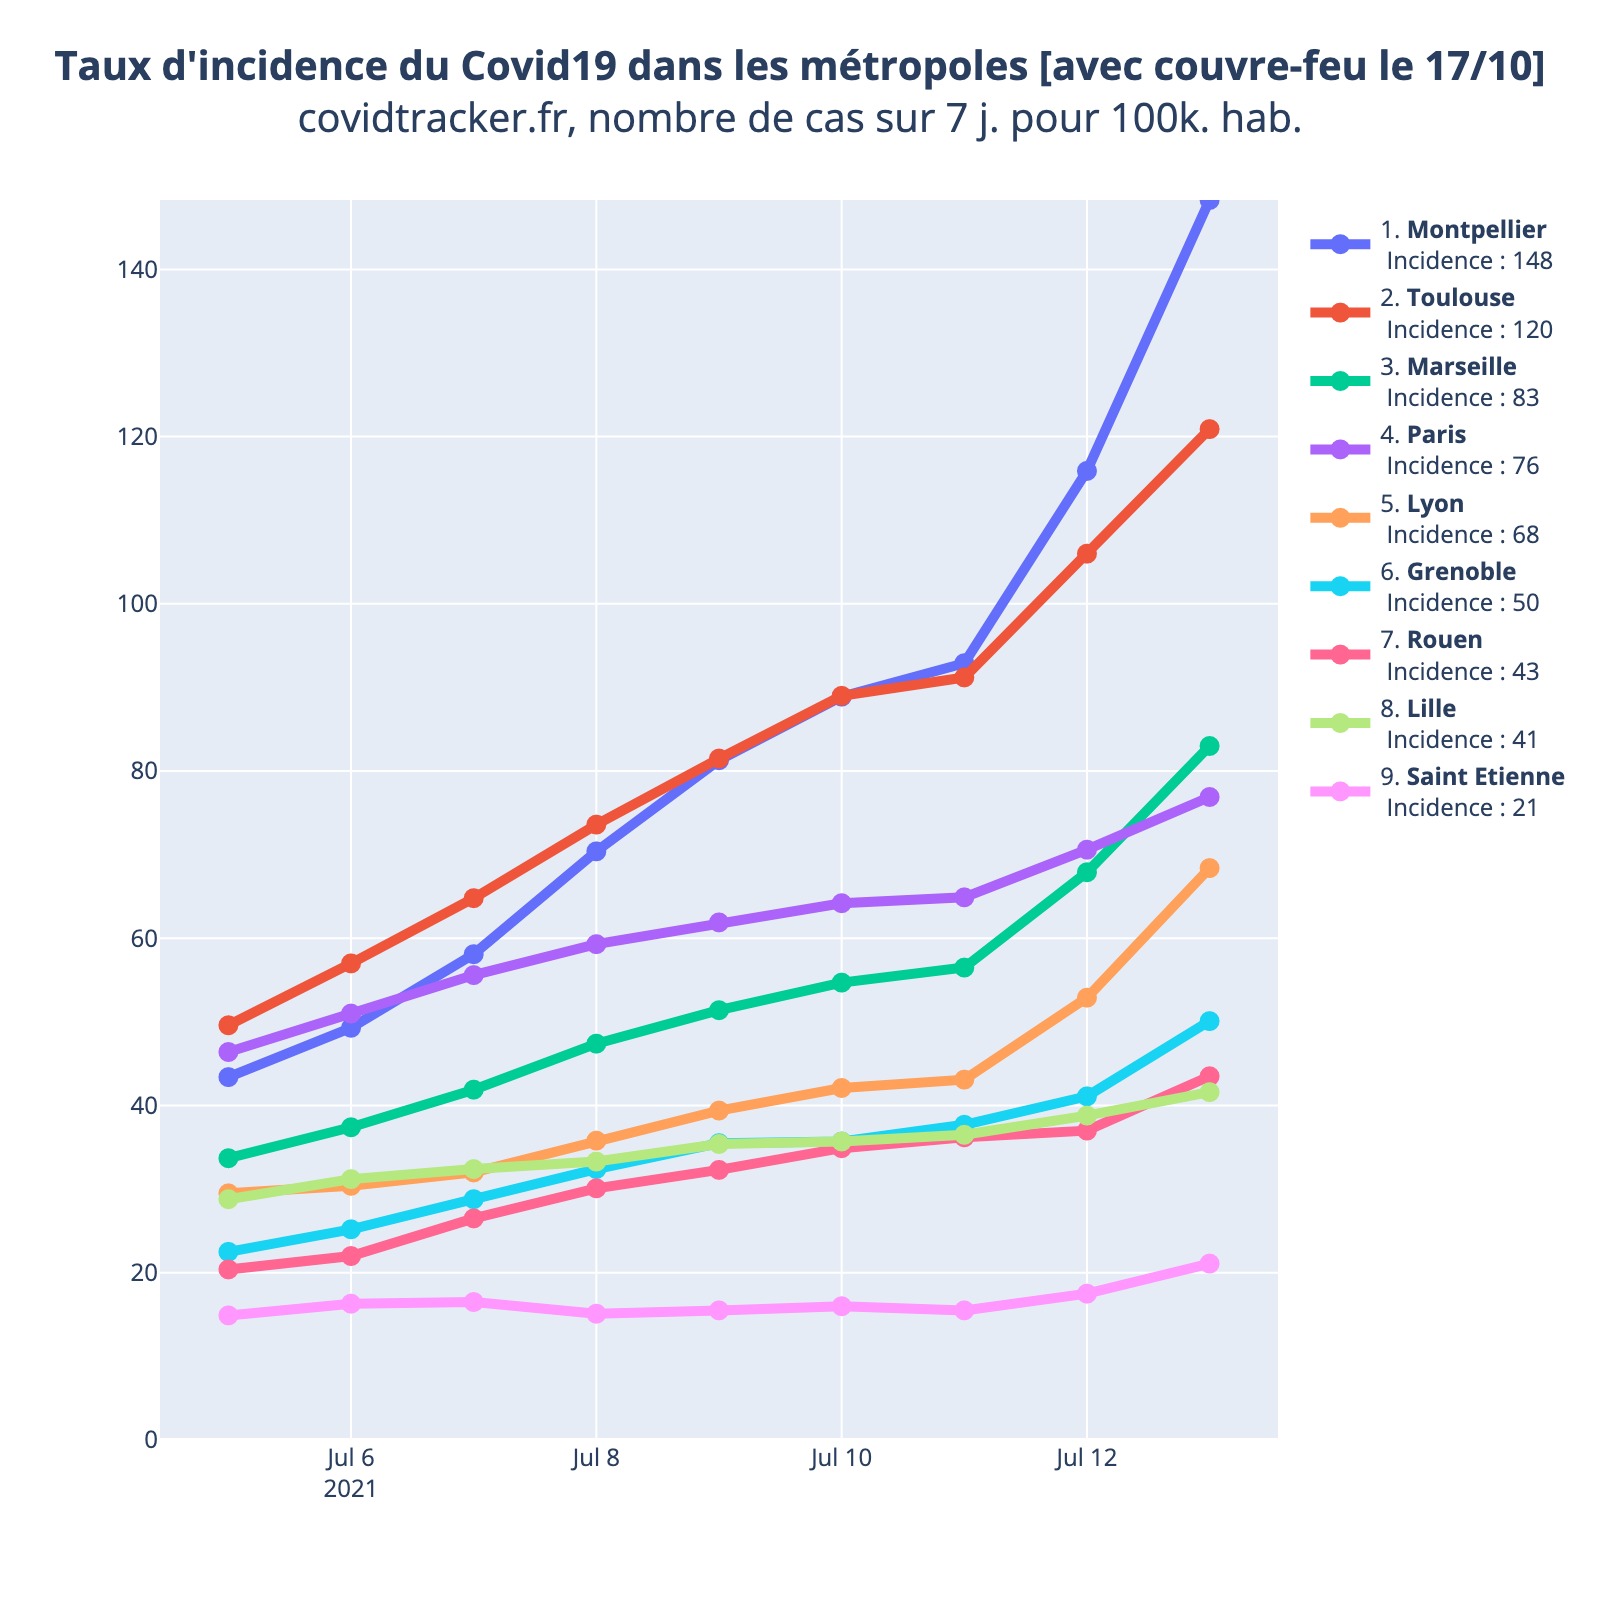 Taux d'incidence du Covid19 dans les métropoles [avec couvre-feu le 17/10]
covidtracker.fr, nombre de cas sur 7 j. pour 100k. hab.
140
120
100
80
60
40
20
0
Jul 6
2021
Jul 8
Jul 10
Jul 12
1. Montpellier
Incidence : 148
2. Toulouse
Incidence : 120
3. Marseille
Incidence : 83
4. Paris
Incidence : 76
5. Lyon
Incidence : 68
6. Grenoble
Incidence : 50
7. Rouen
Incidence : 43
8. Lille
Incidence : 41
9. Saint Etienne
Incidence : 21